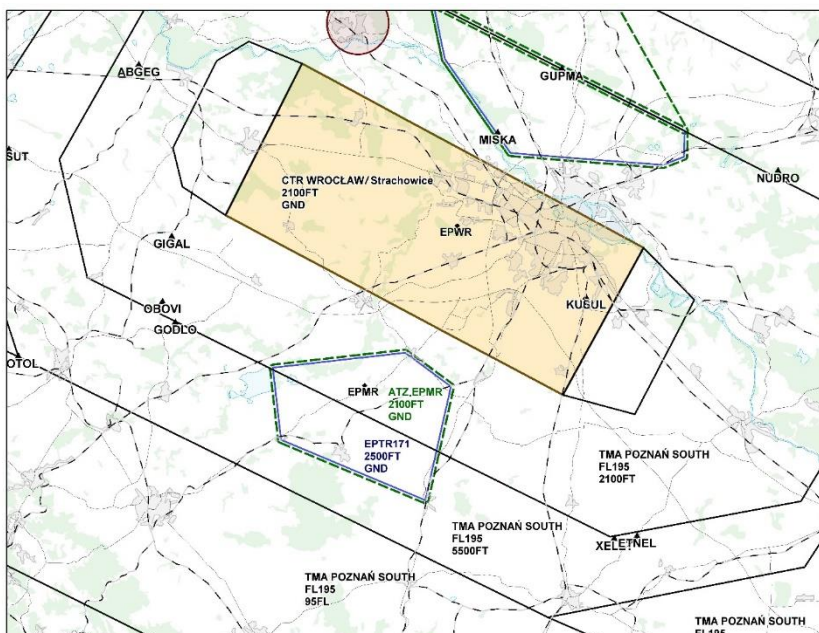 ABGEG
GUPMA
MISKA
SUT
NUDRO
CTR WROCŁAW/Strachowice
2100FT
GND
EPWR
GIGAL
KUSUL
OBOVI
GODLO
OTOL
EPMR
ATZ EPMR
2100FT
GND
EPTR171
2500FT
GND
TMA POZNAŃ SOUTH
FL195
2100FT
TMA POZNAŃ SOUTH
FL195
5500FT
XELETNEL
TMA POZNAŃ SOUTH
FL195
95FL
TMA POZNAŃ SOUTH
FL195